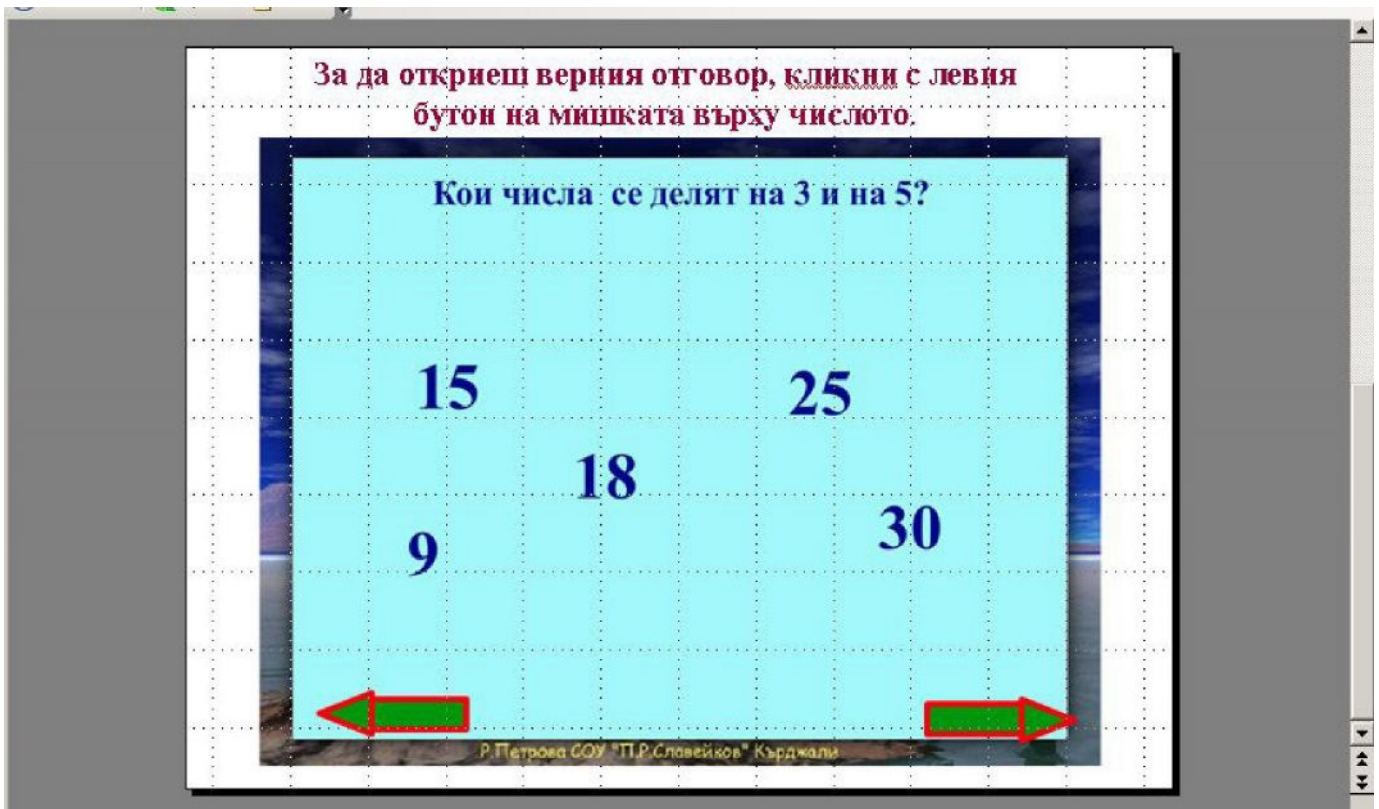 За да откриеш верния отговор, кликни с левия
бутон на мишката върху числото.
Кои числа се делят на 3 и на 5?
15
25
18
30
9
Р.Петрова СОУ "П.Р.Славейков" Кърджали